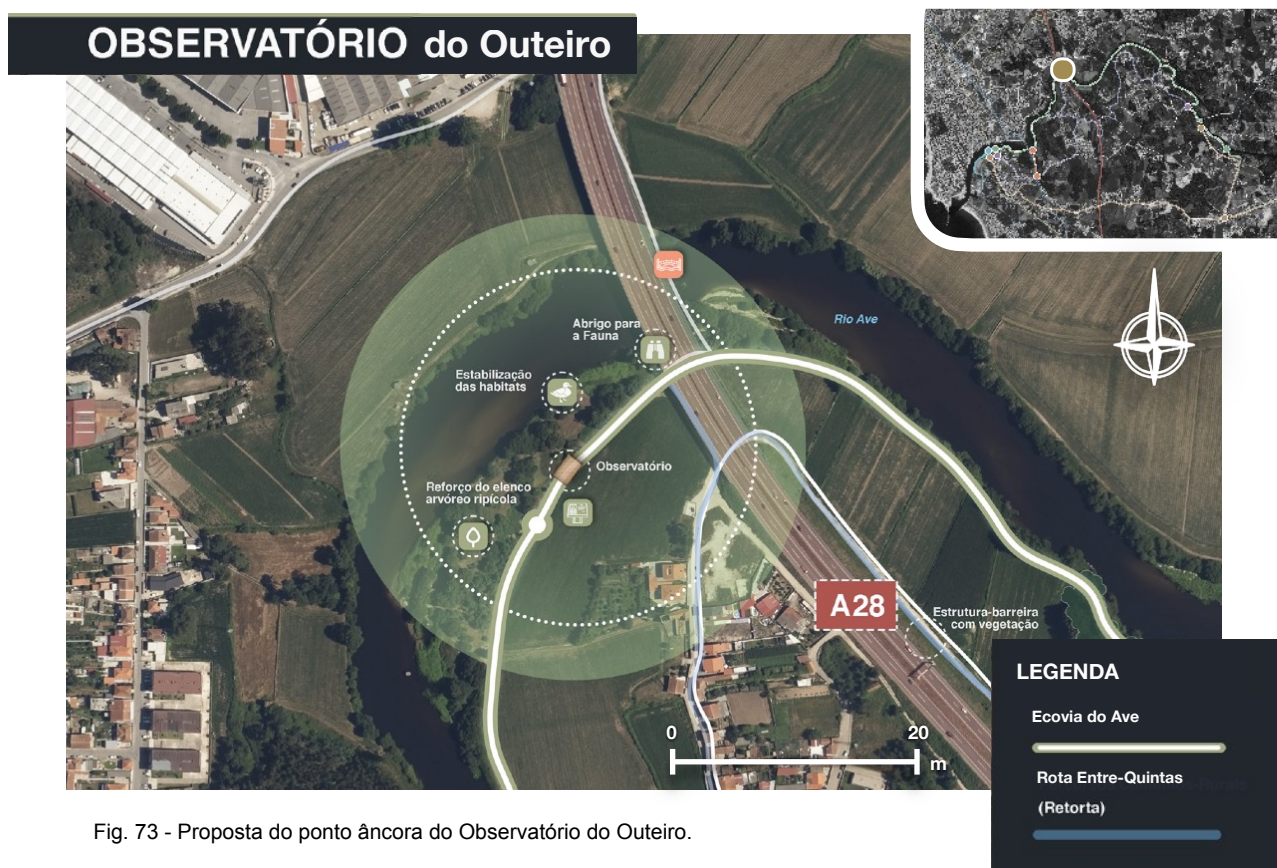 OBSERVATÓRIO do Outeiro
Rio Ave
Abrigo para
a Fauna
Estabilização
das habitats
Observatório
Reforço do elenco
arvóreo ripícola
A28
Estrutura-barreira
com vegetação
0 20
m
LEGENDA
Ecovia do Ave
Rota Entre-Quintas
(Retorta)
Fig. 73 - Proposta do ponto âncora do Observatório do Outeiro.